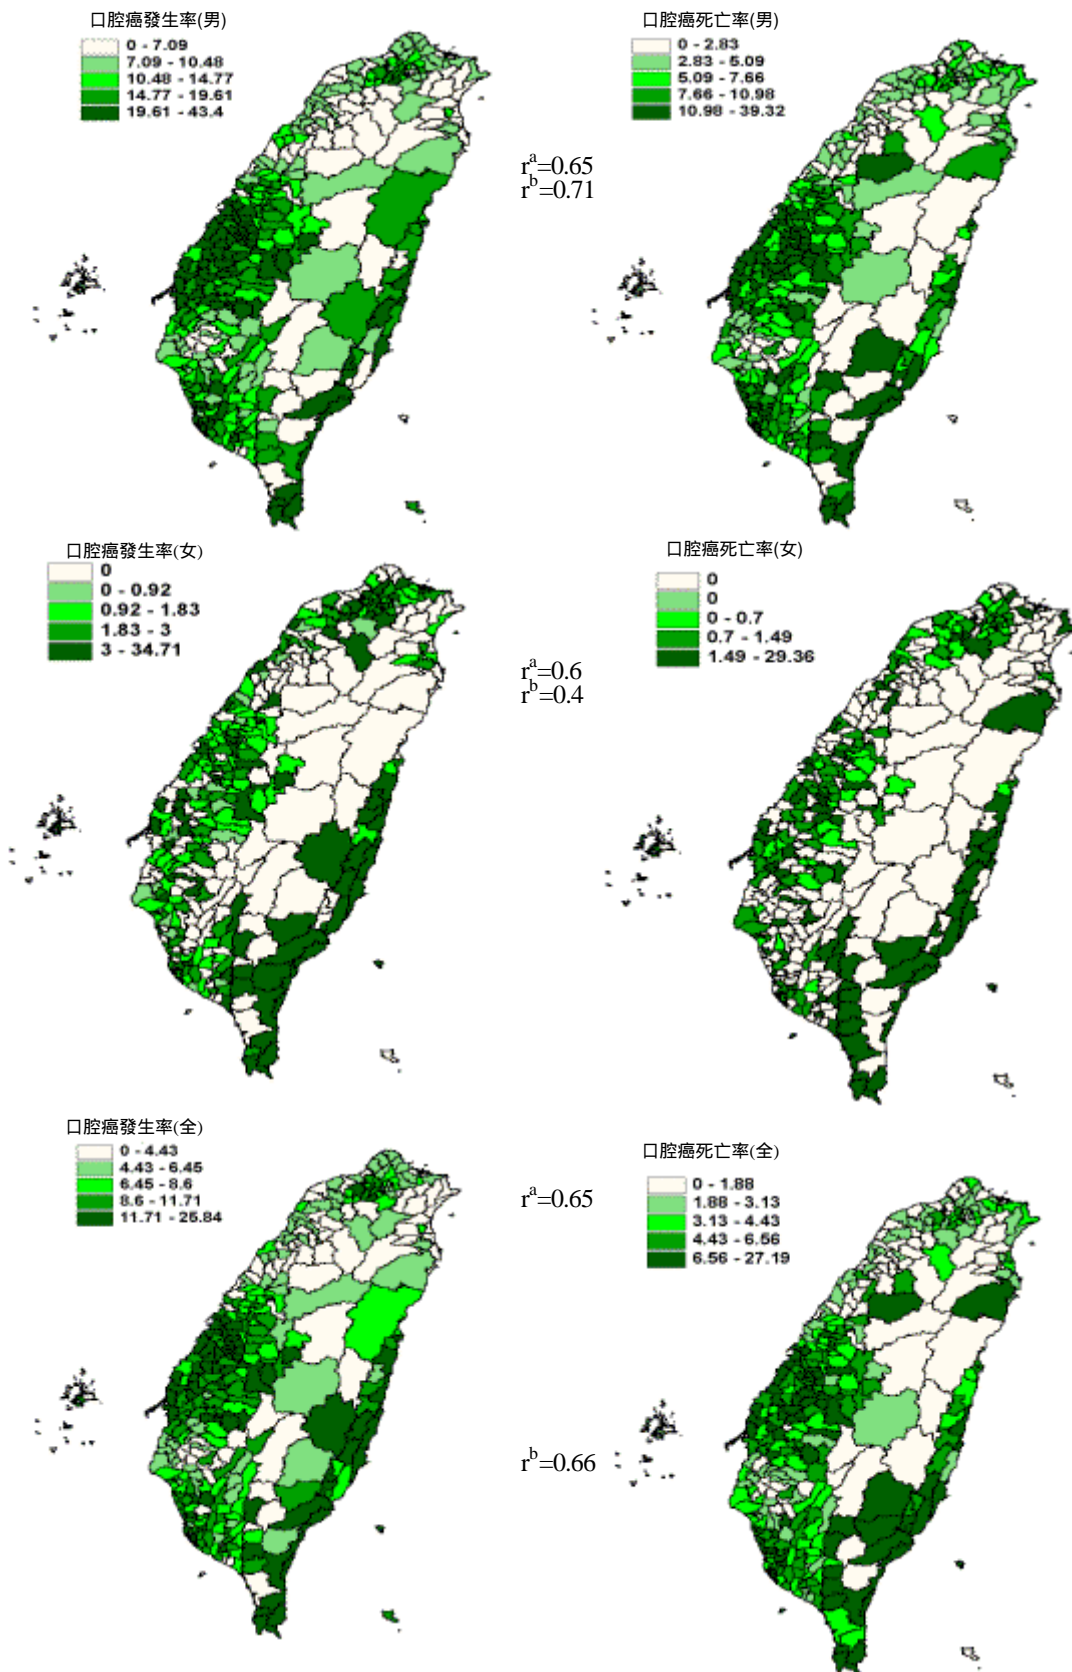 口腔癌發生率(男)
0 - 7.09
7.09 - 10.48
10.48 - 14.77
14.77 - 19.61
19.61 - 43.4
口腔癌死亡率(男)
0 - 2.83
2.83 - 5.09
5.09 - 7.66
7.66 - 10.98
10.98 - 39.32
rᵃ=0.65
rᵇ=0.71
口腔癌發生率(女)
0
0 - 0.92
0.92 - 1.83
1.83 - 3
3 - 34.71
口腔癌死亡率(女)
0
0
0 - 0.7
0.7 - 1.49
1.49 - 29.36
rᵃ=0.6
rᵇ=0.4
口腔癌發生率(全)
0 - 4.43
4.43 - 6.45
6.45 - 8.6
8.6 - 11.71
11.71 - 25.84
口腔癌死亡率(全)
0 - 1.88
1.88 - 3.13
3.13 - 4.43
4.43 - 6.56
6.56 - 27.19
rᵃ=0.65
rᵇ=0.66